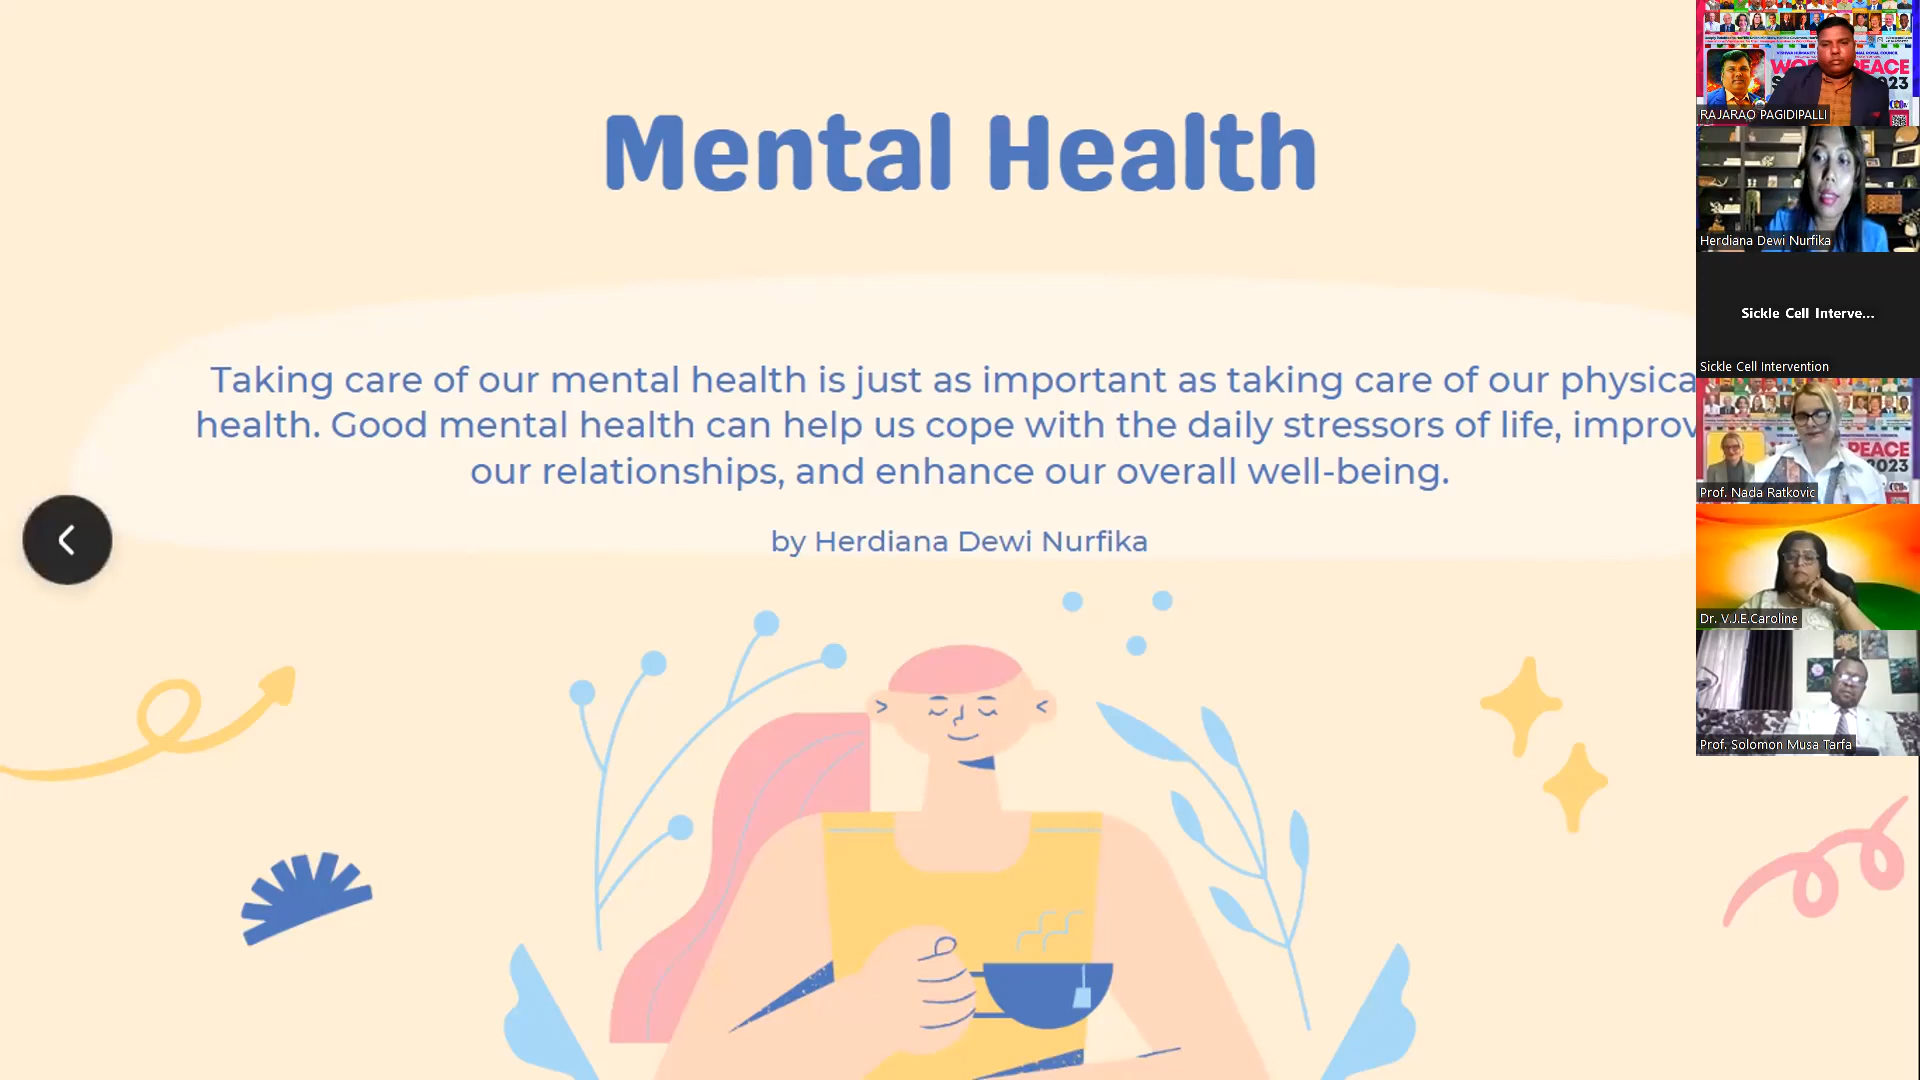 Mental Health
Taking care of our mental health is just as important as taking care of our physica
health. Good mental health can help us cope with the daily stressors of life, improv
our relationships, and enhance our overall well-being.
by Herdiana Dewi Nurfika
RAJARAO PAGIDIPALLI
Herdiana Dewi Nurfika
Sickle Cell Interve...
Sickle Cell Intervention
PEACE
2023
Prof. Nada Ratkovic
Dr. V.J.E.Caroline
Prof. Solomon Musa Tarfa